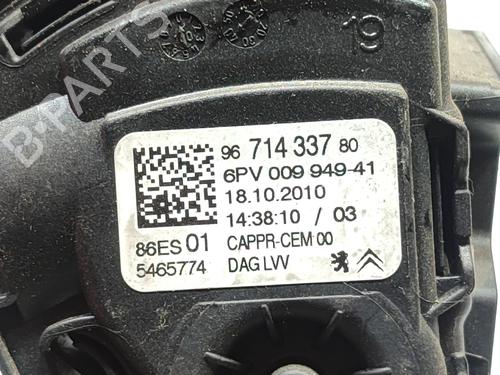 B-PARTS
19
96 714 337 80
6PV 009 949-41
18.10.2010
14:38:10 / 03
86ES 01 CAPPR-CEM 00
5465774 DAG LVV